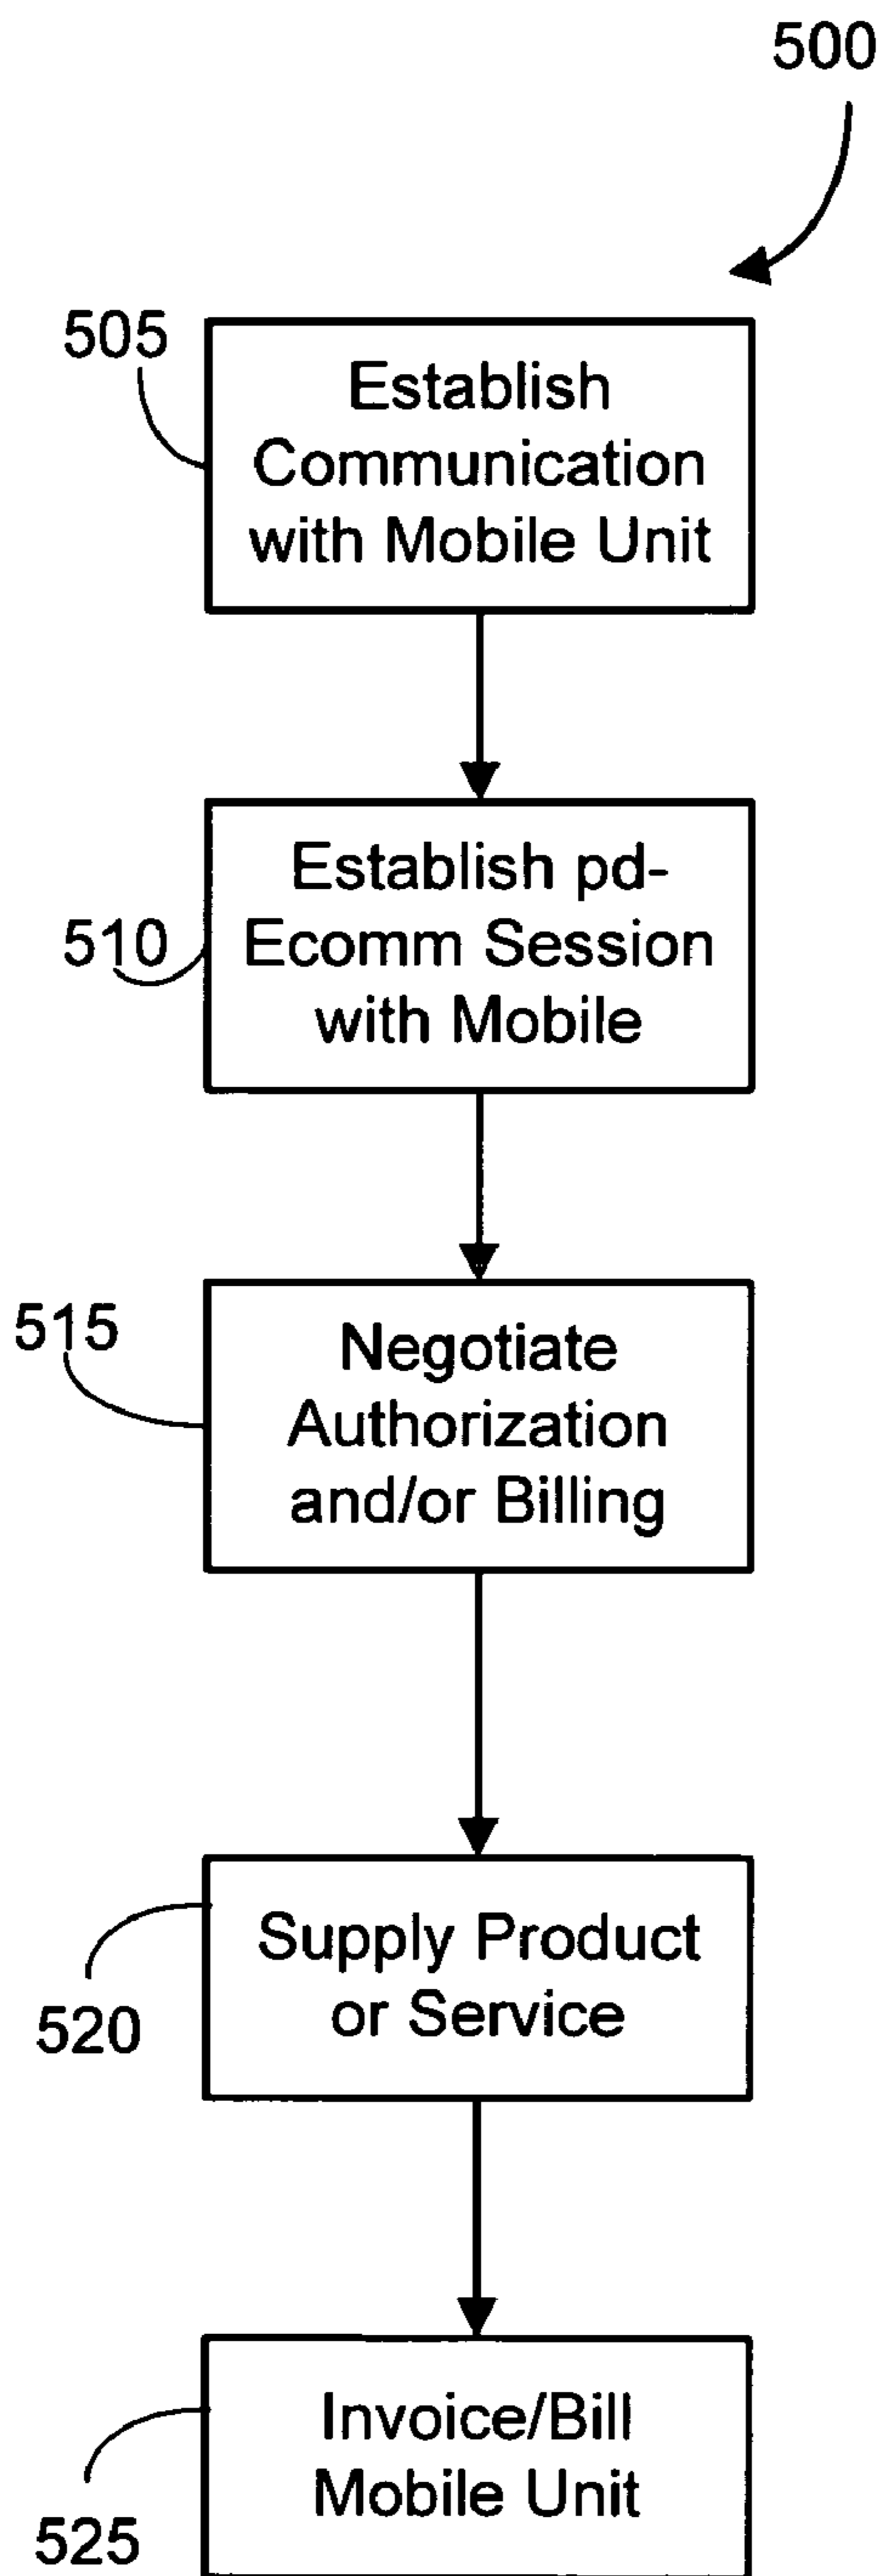 500
505
Establish
Communication
with Mobile Unit
510
Establish pd-
Ecomm Session
with Mobile
515
Negotiate
Authorization
and/or Billing
520
Supply Product
or Service
525
Invoice/Bill
Mobile Unit